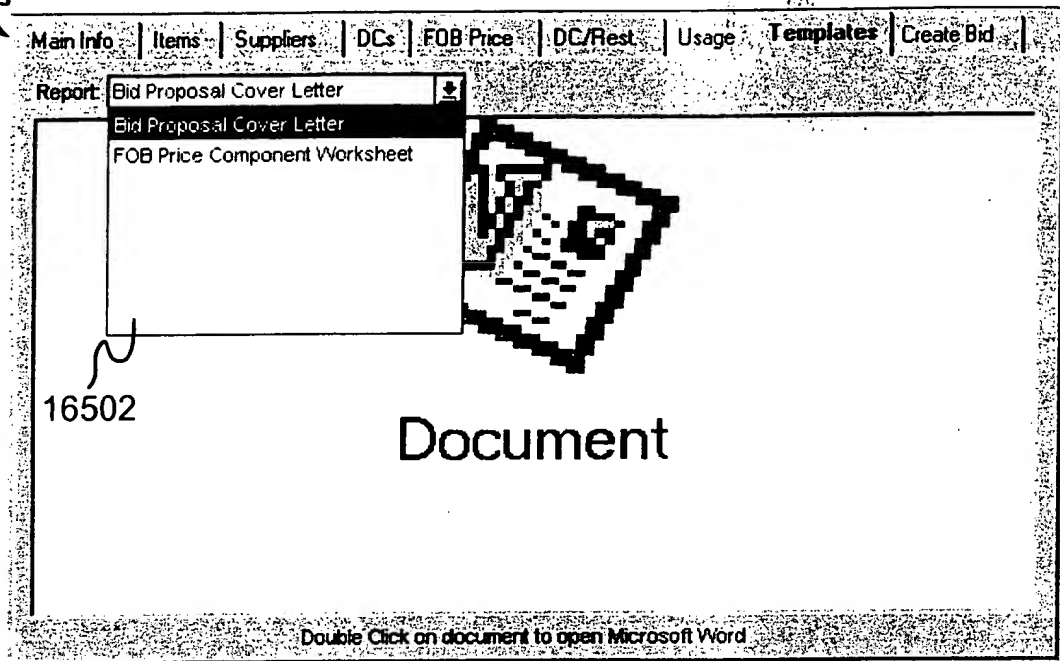 Main Info Items Suppliers DCs FOB Price DC/Rest. Usage Templates Create Bid
Report: Bid Proposal Cover Letter
Bid Proposal Cover Letter
FOB Price Component Worksheet
16502
Document
Double Click on document to open Microsoft Word